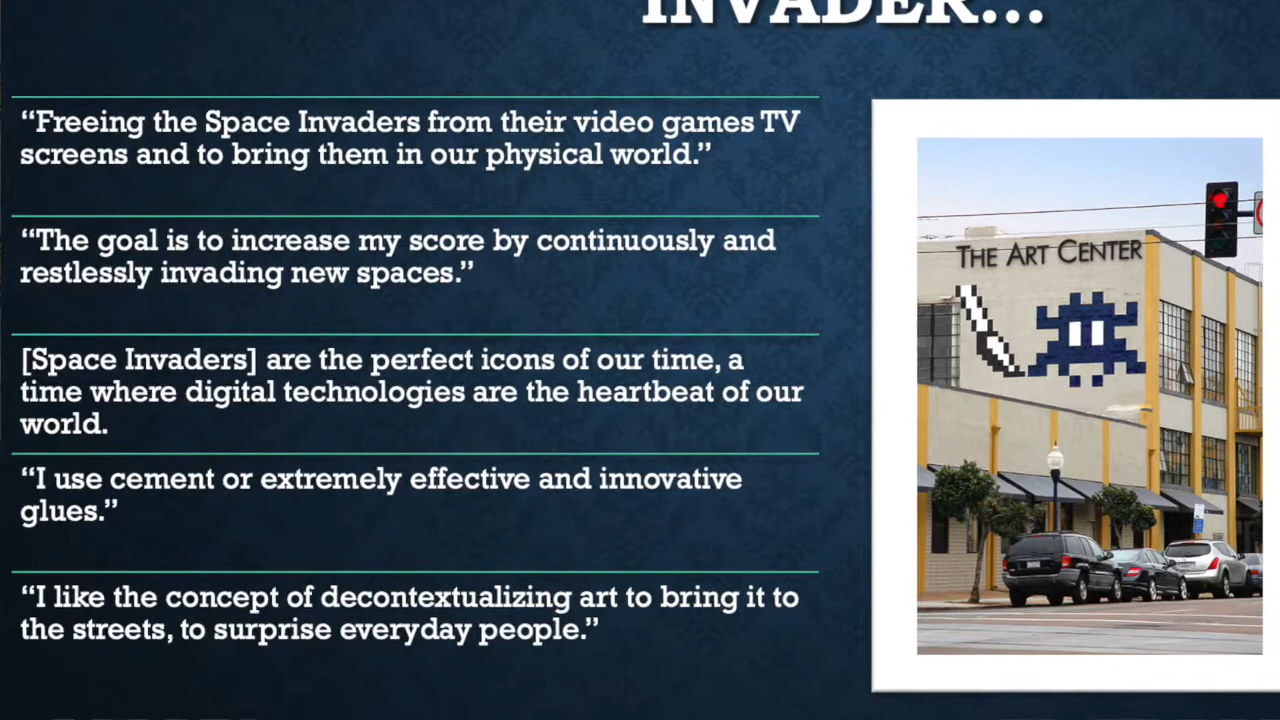 INVADER...
“Freeing the Space Invaders from their video games TV
screens and to bring them in our physical world.”
“The goal is to increase my score by continuously and
restlessly invading new spaces.”
[Space Invaders] are the perfect icons of our time, a
time where digital technologies are the heartbeat of our
world.
“I use cement or extremely effective and innovative
glues.”
“I like the concept of decontextualizing art to bring it to
the streets, to surprise everyday people.”
THE ART CENTER